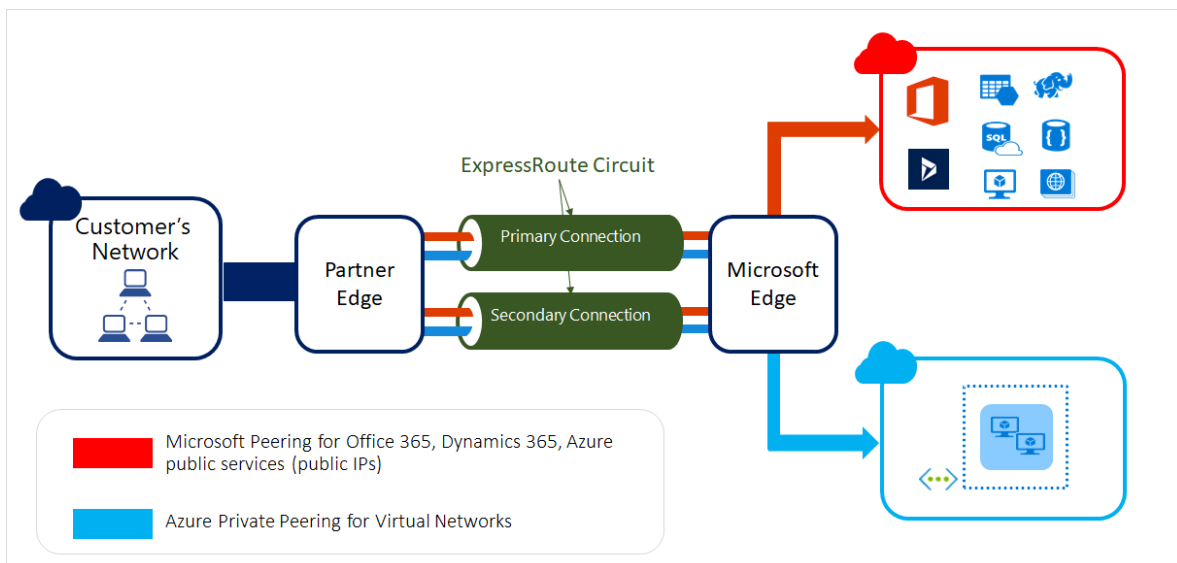 ExpressRoute Circuit
Customer's
Network
Partner
Edge
Primary Connection
Secondary Connection
Microsoft
Edge
SQL
Microsoft Peering for Office 365, Dynamics 365, Azure
public services (public IPs)
Azure Private Peering for Virtual Networks